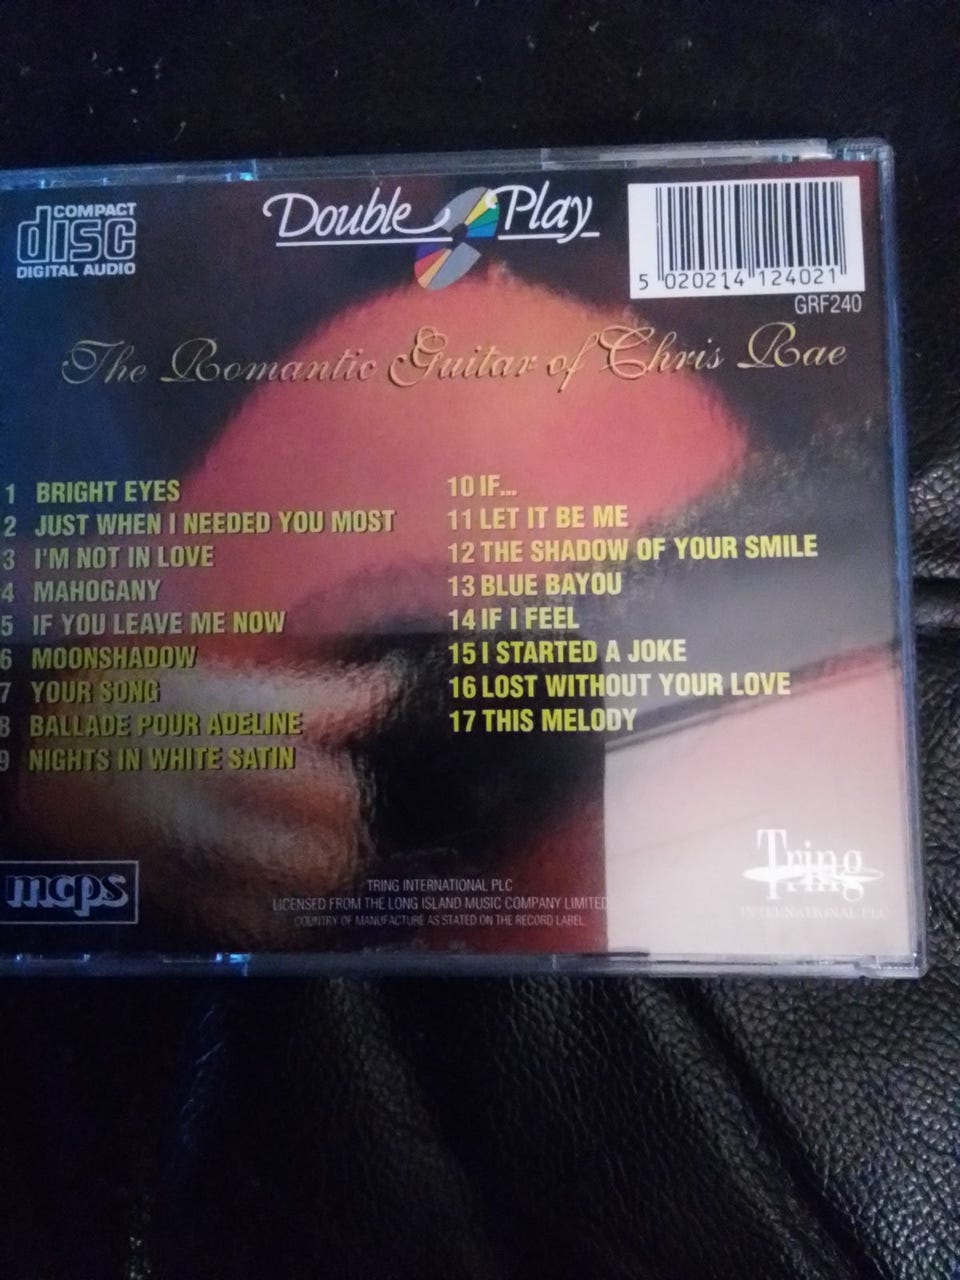 COMPACT
disc
DIGITAL AUDIO
Double Play
5 020214 124021
GRF240
The Romantic Guitar of Chris Rae
1 BRIGHT EYES
2 JUST WHEN I NEEDED YOU MOST
3 I'M NOT IN LOVE
4 MAHOGANY
5 IF YOU LEAVE ME NOW
6 MOONSHADOW
7 YOUR SONG
8 BALLADE POUR ADELINE
9 NIGHTS IN WHITE SATIN
10 IF...
11 LET IT BE ME
12 THE SHADOW OF YOUR SMILE
13 BLUE BAYOU
14 IF I FEEL
15 I STARTED A JOKE
16 LOST WITHOUT YOUR LOVE
17 THIS MELODY
mcps
TRING INTERNATIONAL PLC
LICENSED FROM THE LONG ISLAND MUSIC COMPANY LIMITED
COUNTRY OF MANUFACTURE AS STATED ON THE RECORD LABEL.
Tring
INTERNATIONAL PLC